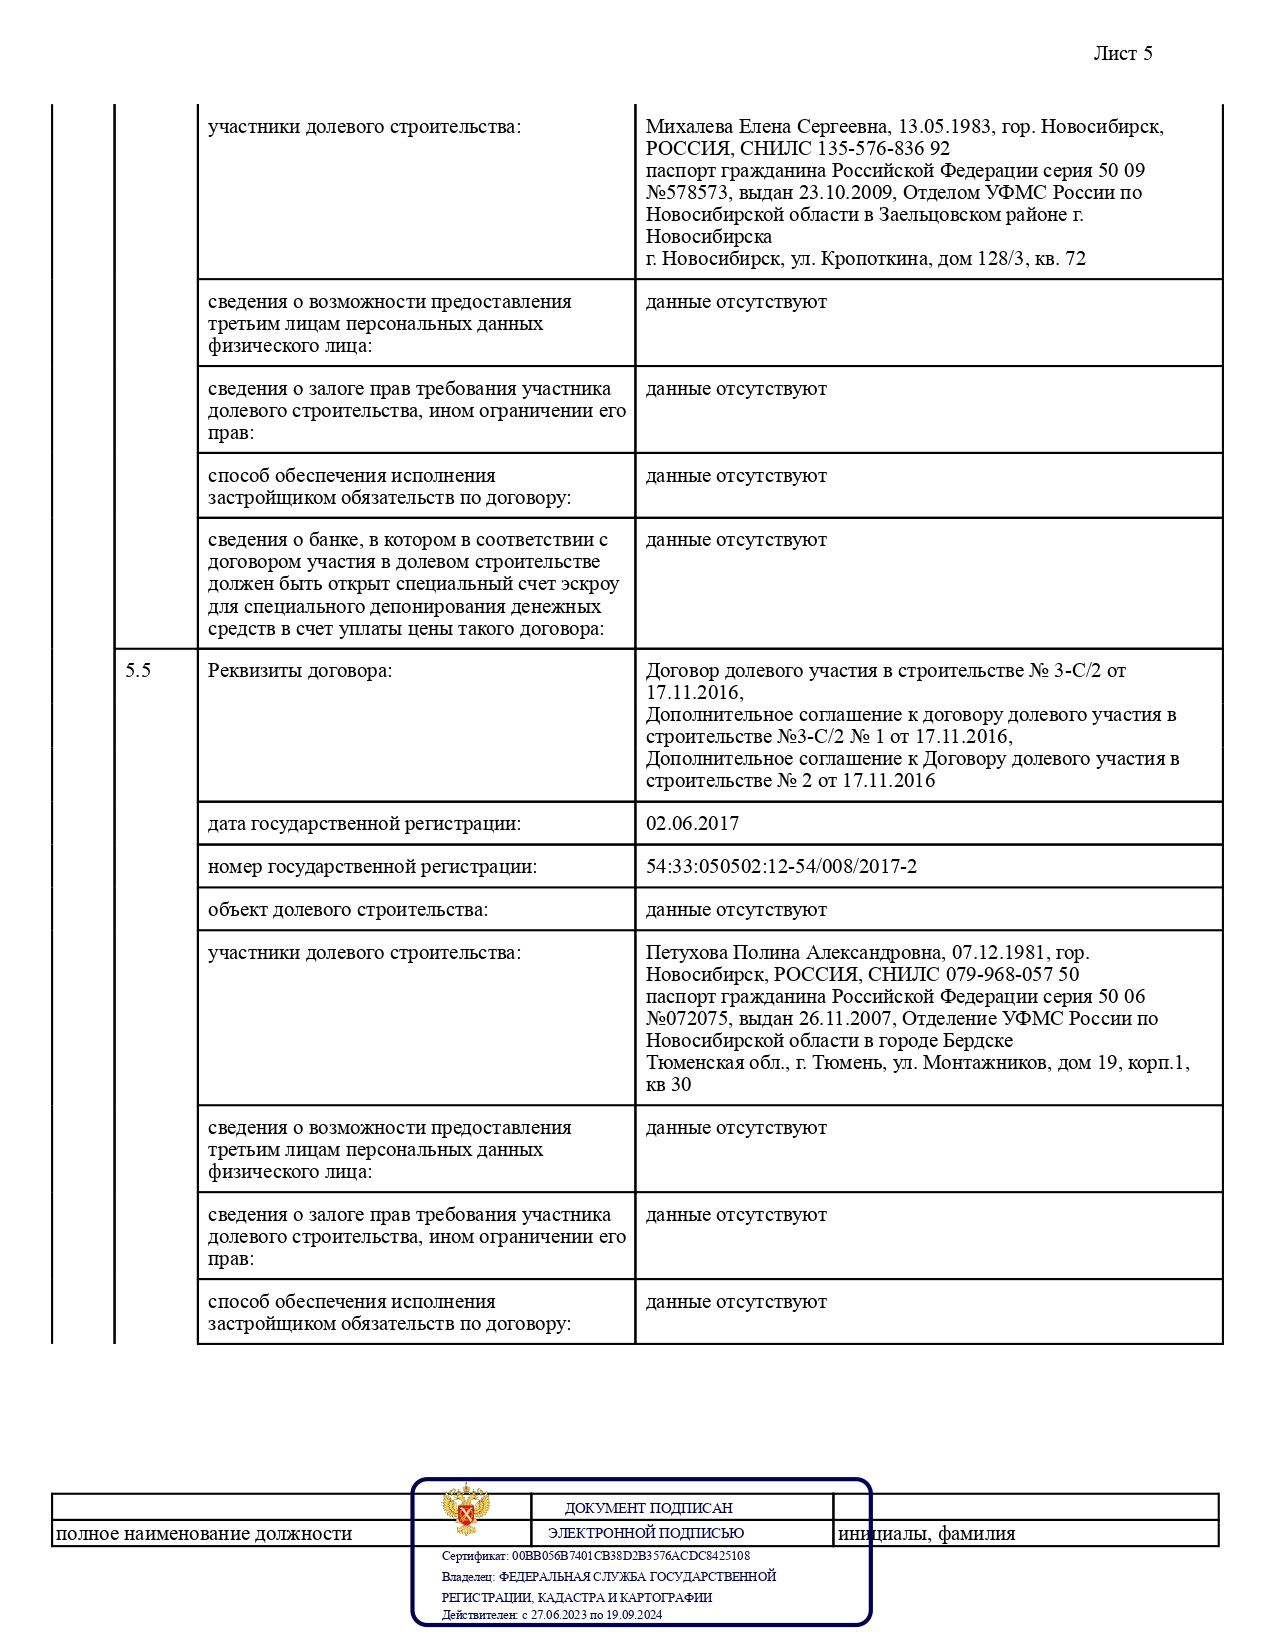 Лист 5
участники долевого строительства:
Михалева Елена Сергеевна, 13.05.1983, гор. Новосибирск,
РОССИЯ, СНИЛС 135-576-836 92
паспорт гражданина Российской Федерации серия 50 09
№578573, выдан 23.10.2009, Отделом УФМС России по
Новосибирской области в Заельцовском районе г.
Новосибирска
г. Новосибирск, ул. Кропоткина, дом 128/3, кв. 72
сведения о возможности предоставления
третьим лицам персональных данных
физического лица:
данные отсутствуют
сведения о залоге прав требования участника
долевого строительства, ином ограничении его
прав:
данные отсутствуют
способ обеспечения исполнения
застройщиком обязательств по договору:
данные отсутствуют
сведения о банке, в котором в соответствии с
договором участия в долевом строительстве
должен быть открыт специальный счет эскроу
для специального депонирования денежных
средств в счет уплаты цены такого договора:
данные отсутствуют
5.5
Реквизиты договора:
Договор долевого участия в строительстве № 3-С/2 от
17.11.2016,
Дополнительное соглашение к договору долевого участия в
строительстве №3-С/2 № 1 от 17.11.2016,
Дополнительное соглашение к Договору долевого участия в
строительстве № 2 от 17.11.2016
дата государственной регистрации:
02.06.2017
номер государственной регистрации:
54:33:050502:12-54/008/2017-2
объект долевого строительства:
данные отсутствуют
участники долевого строительства:
Петухова Полина Александровна, 07.12.1981, гор.
Новосибирск, РОССИЯ, СНИЛС 079-968-057 50
паспорт гражданина Российской Федерации серия 50 06
№072075, выдан 26.11.2007, Отделение УФМС России по
Новосибирской области в городе Бердске
Тюменская обл., г. Тюмень, ул. Монтажников, дом 19, корп.1,
кв 30
сведения о возможности предоставления
третьим лицам персональных данных
физического лица:
данные отсутствуют
сведения о залоге прав требования участника
долевого строительства, ином ограничении его
прав:
данные отсутствуют
способ обеспечения исполнения
застройщиком обязательств по договору:
данные отсутствуют
ДОКУМЕНТ ПОДПИСАН
полное наименование должности
ЭЛЕКТРОННОЙ ПОДПИСЬЮ
инициалы, фамилия
Сертификат: 00BB056B7401CB38D2B3576ACDC8425108
Владелец: ФЕДЕРАЛЬНАЯ СЛУЖБА ГОСУДАРСТВЕННОЙ
РЕГИСТРАЦИИ, КАДАСТРА И КАРТОГРАФИИ
Действителен: с 27.06.2023 по 19.09.2024